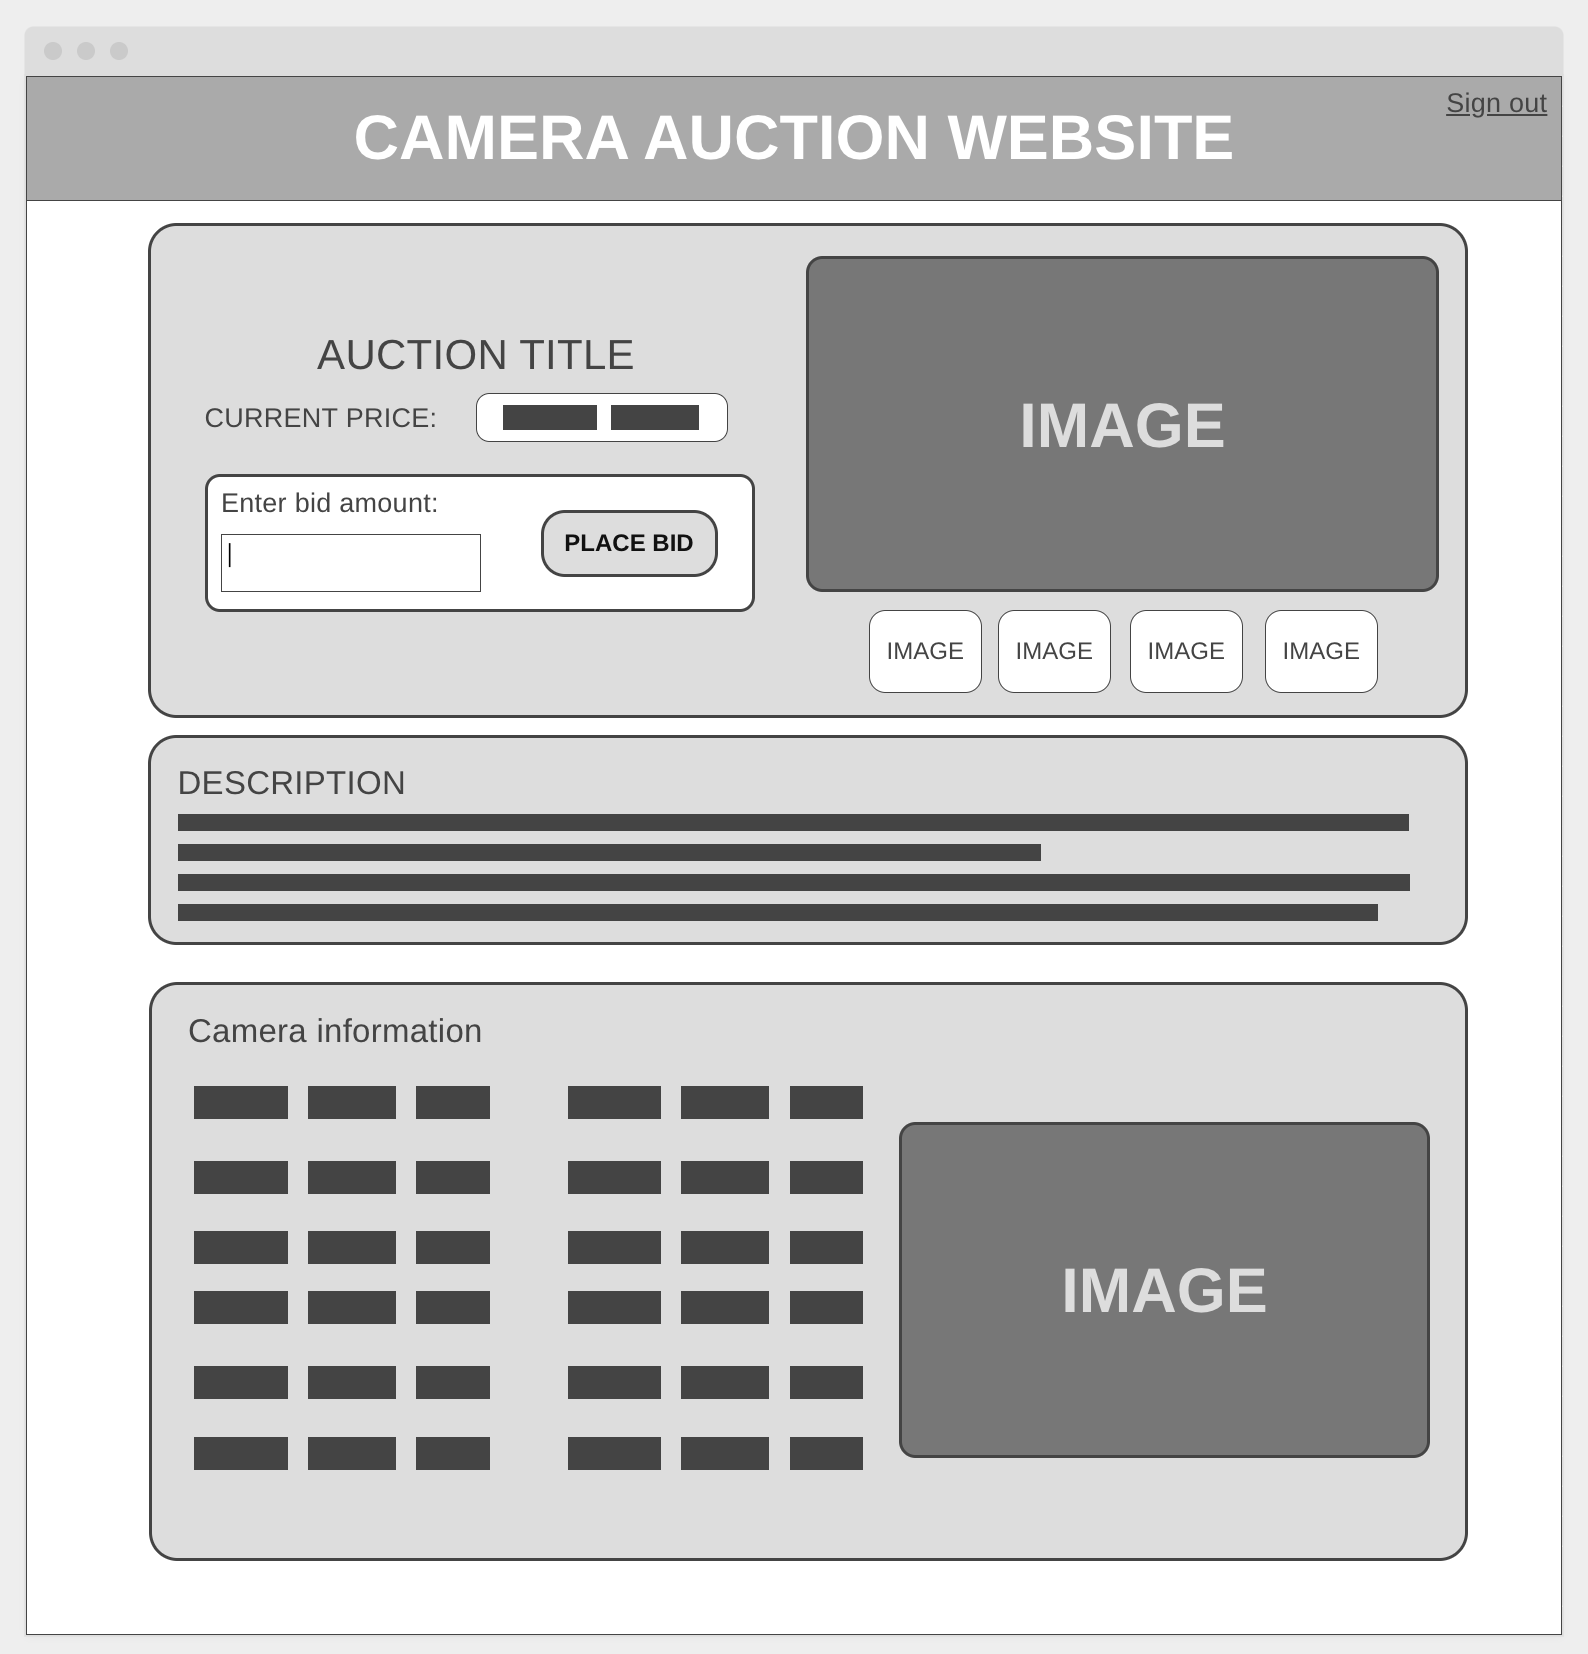 Sign out
CAMERA AUCTION WEBSITE
AUCTION TITLE
CURRENT PRICE:
Enter bid amount:
PLACE BID
IMAGE
IMAGE IMAGE IMAGE IMAGE
DESCRIPTION
Camera information
IMAGE